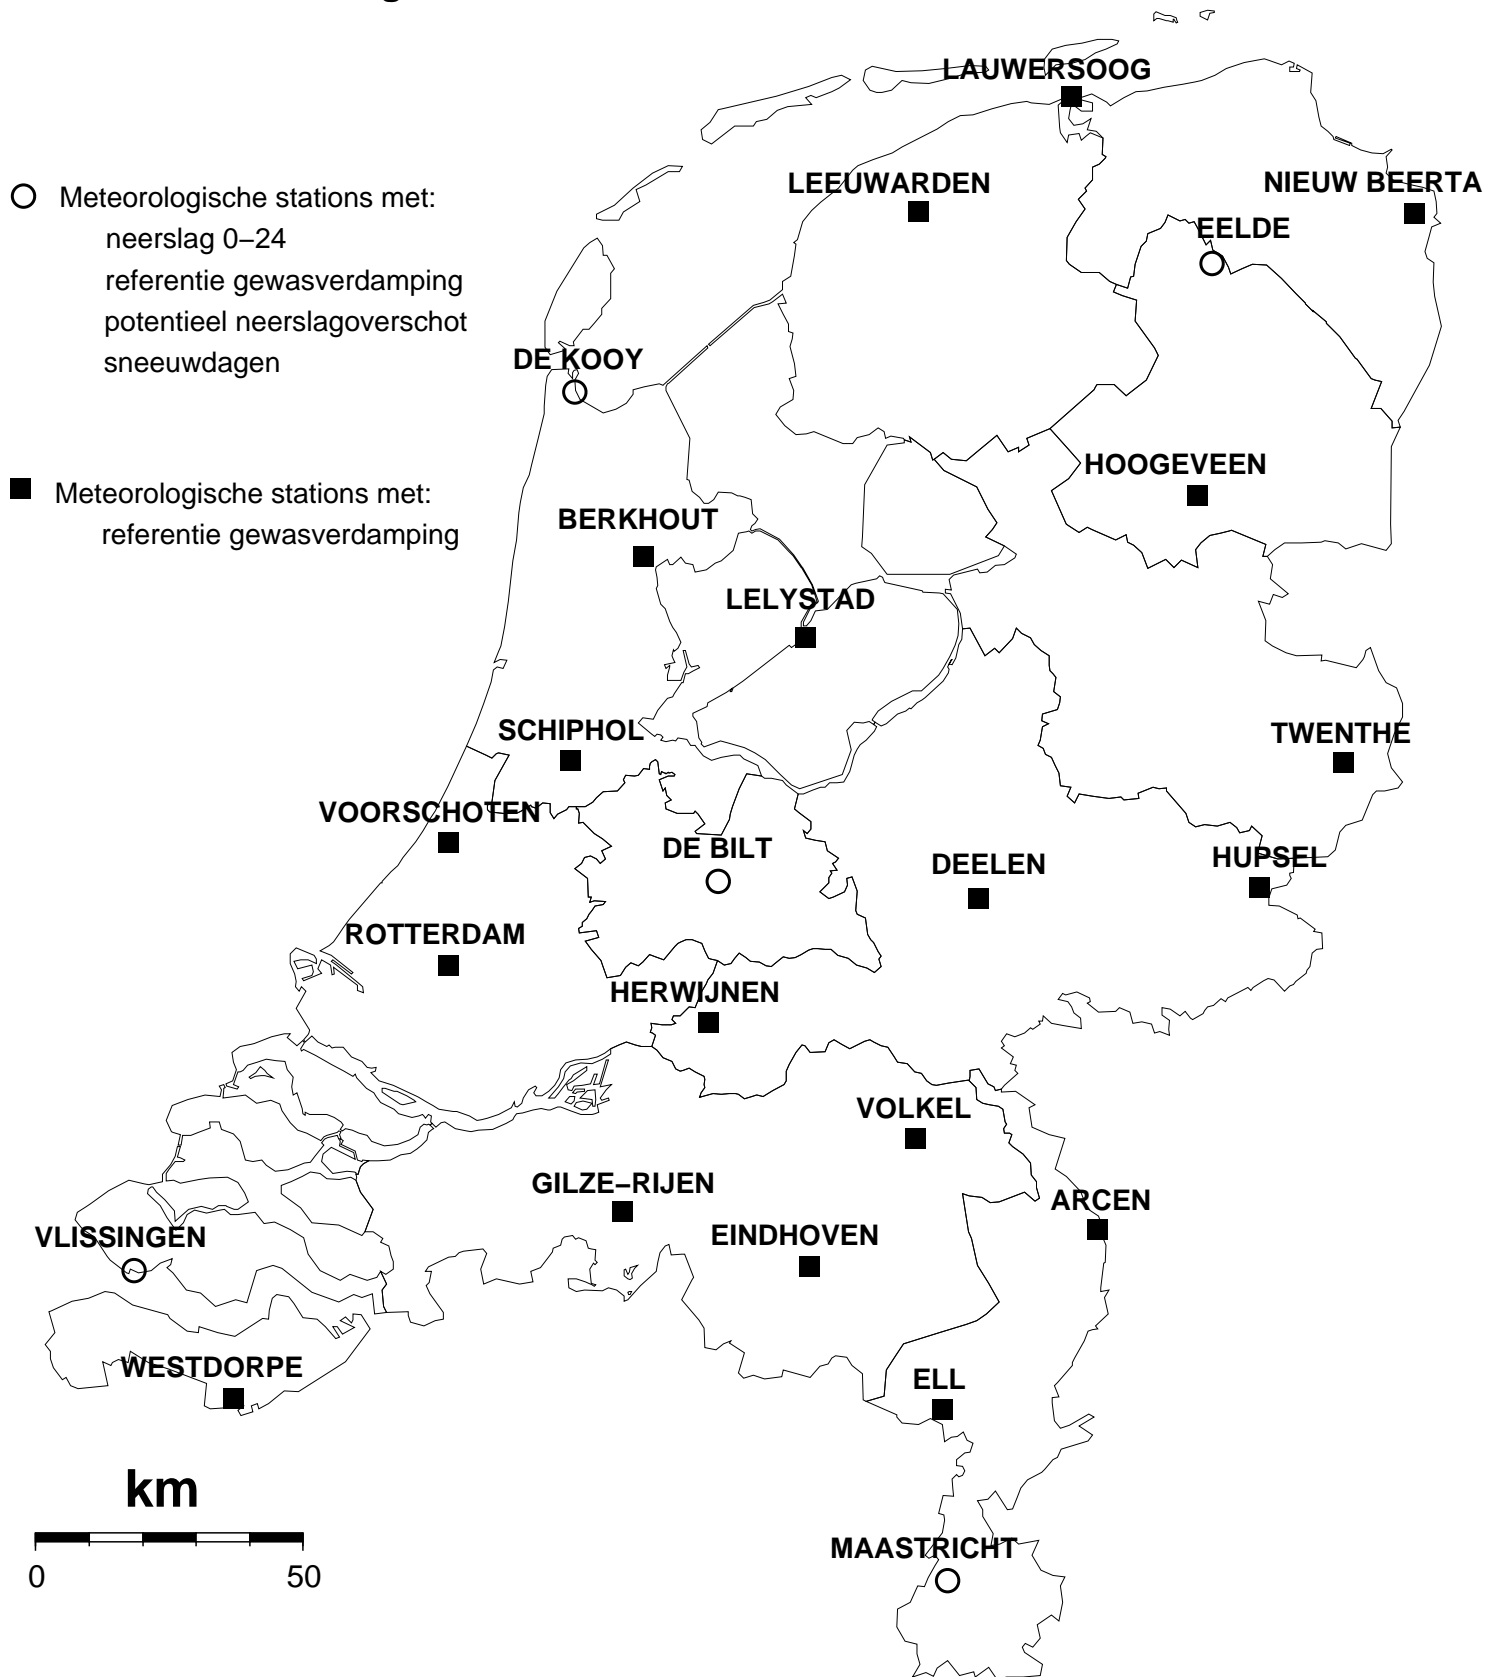 LAUWERSOOG
LEEUWARDEN
NIEUW BEERTA
Meteorologische stations met:
neerslag 0–24
EELDE
referentie gewasverdamping
potentieel neerslagoverschot
sneeuwdagen
DE KOOY
HOOGEVEEN
Meteorologische stations met:
referentie gewasverdamping
BERKHOUT
LELYSTAD
SCHIPHOL
TWENTHE
VOORSCHOTEN
DE BILT
DEELEN
HUPSEL
ROTTERDAM
HERWIJNEN
VOLKEL
GILZE–RIJEN
ARCEN
VLISSINGEN
EINDHOVEN
WESTDORPE
ELL
km
MAASTRICHT
0 50